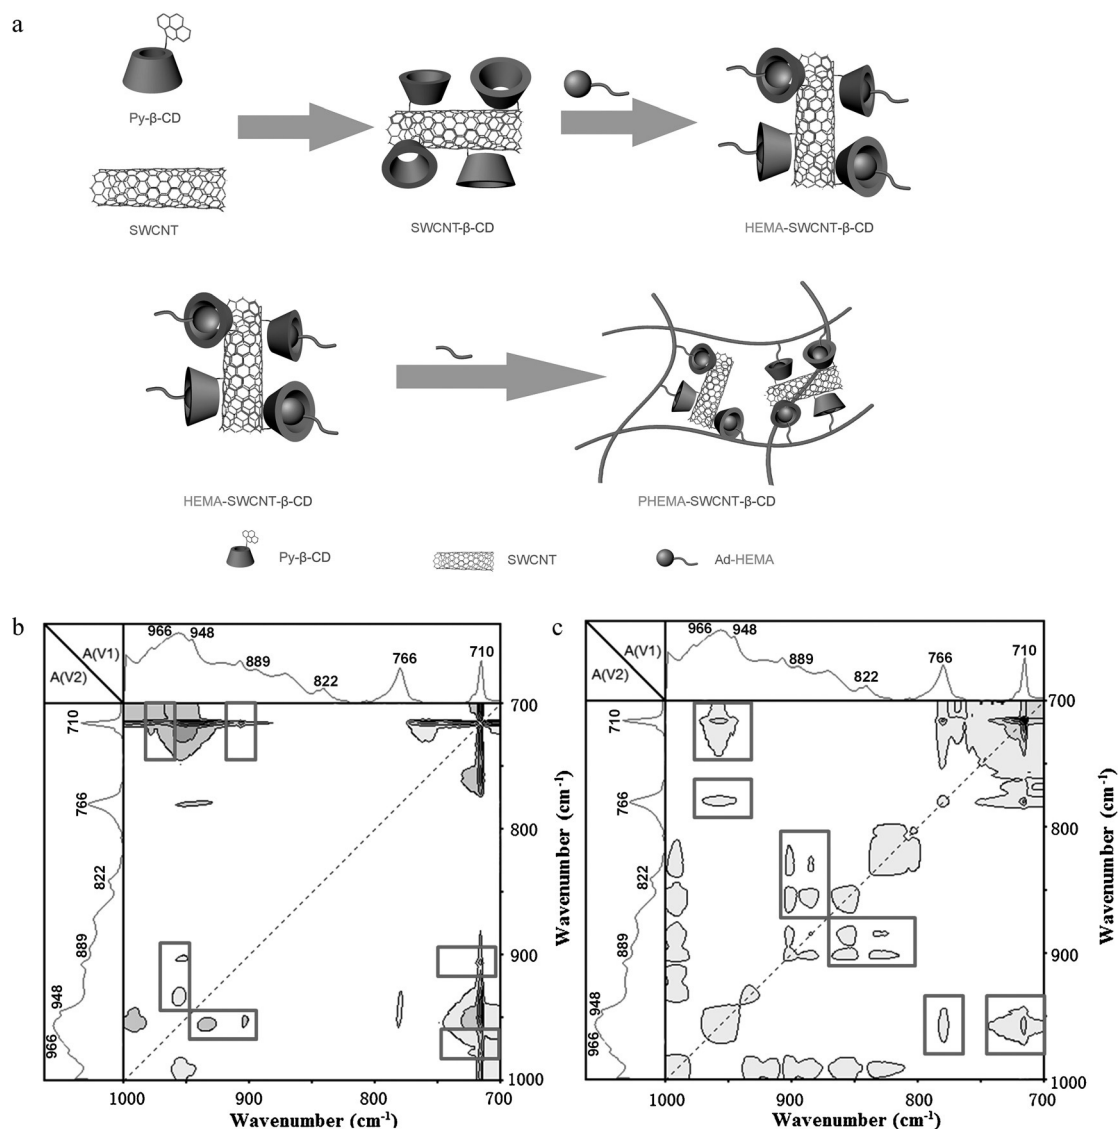 a
Py-β-CD
SWCNT
SWCNT-β-CD
HEMA-SWCNT-β-CD
HEMA-SWCNT-β-CD
PHEMA-SWCNT-β-CD
Py-β-CD
SWCNT
Ad-HEMA
b
A(V1)
A(V2)
966
948
889
822
766
710
710
766
822
889
948
966
700
800
900
1000
Wavenumber (cm-1)
1000
900
800
700
Wavenumber (cm-1)
c
A(V1)
A(V2)
966
948
889
822
766
710
710
766
822
889
948
966
700
800
900
1000
Wavenumber (cm-1)
1000
900
800
700
Wavenumber (cm-1)